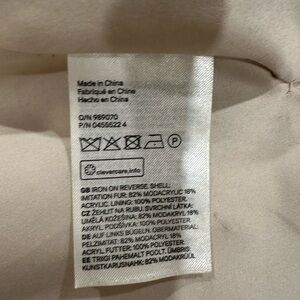 Made in China
Fabriqué en Chine
Hecho en China
O/N 989070
P/N 0455522 4
P
clevercare.info
GB IRON ON REVERSE. SHELL:
IMITATION FUR: 82% MODACRYLIC 18%
ACRYLIC. LINING: 100% POLYESTER.
CZ ŽEHLIT NA RUBU. SVRCHNÍ LÁTKA:
UMĚLÁ KOŽEŠINA: 82% MODAKRYL 18%
AKRYL. PODŠÍVKA: 100% POLYESTER.
DE AUF LINKS BÜGELN. OBERMATERIAL:
PELZIMITAT: 82% MODACRYL 18%
ACRYL. FUTTER: 100% POLYESTER.
EE TRIIGI PAHEMALT POOLT. ÜMBRIS:
KUNSTKARUSNAHK: 82% MODAKRÜÜL